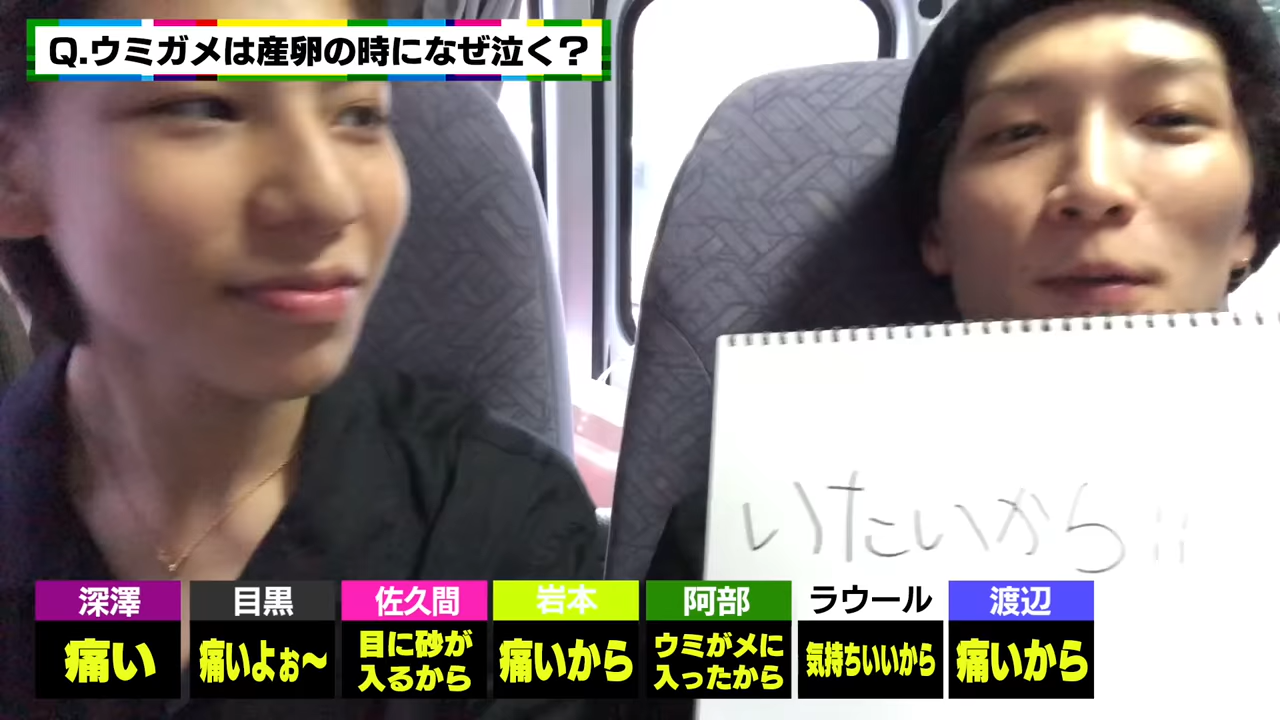 Q.ウミガメは産卵の時になぜ泣く?
いたいから!!
深澤
痛い
目黒
痛いよぉ〜
佐久間
目に砂が
入るから
岩本
痛いから
阿部
ウミがメに
入ったから
ラウール
気持ちいいから
渡辺
痛いから